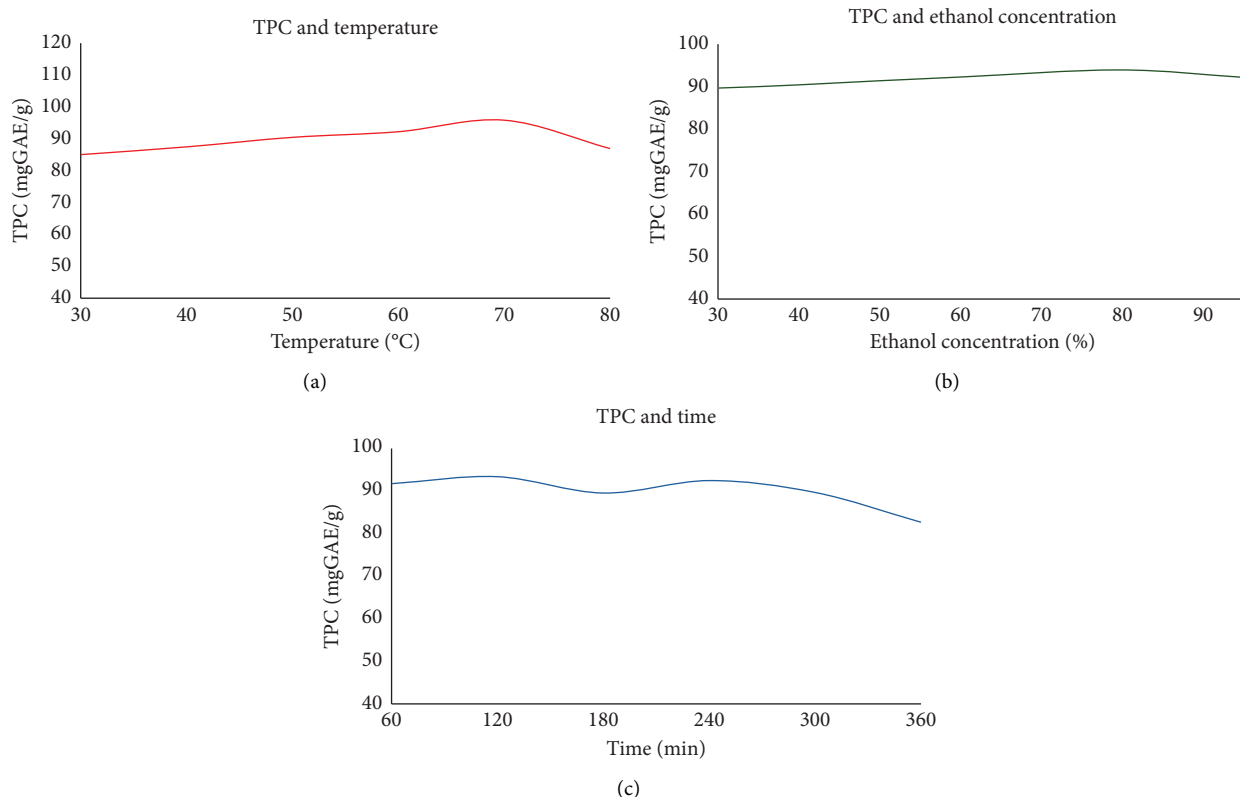 TPC and temperature
120
110
100
90
80
70
60
50
40
TPC (mgGAE/g)
30 40 50 60 70 80
Temperature (°C)
(a)
TPC and ethanol concentration
100
90
80
70
60
50
40
TPC (mgGAE/g)
30 40 50 60 70 80 90
Ethanol concentration (%)
(b)
TPC and time
100
90
80
70
60
50
40
TPC (mgGAE/g)
60 120 180 240 300 360
Time (min)
(c)